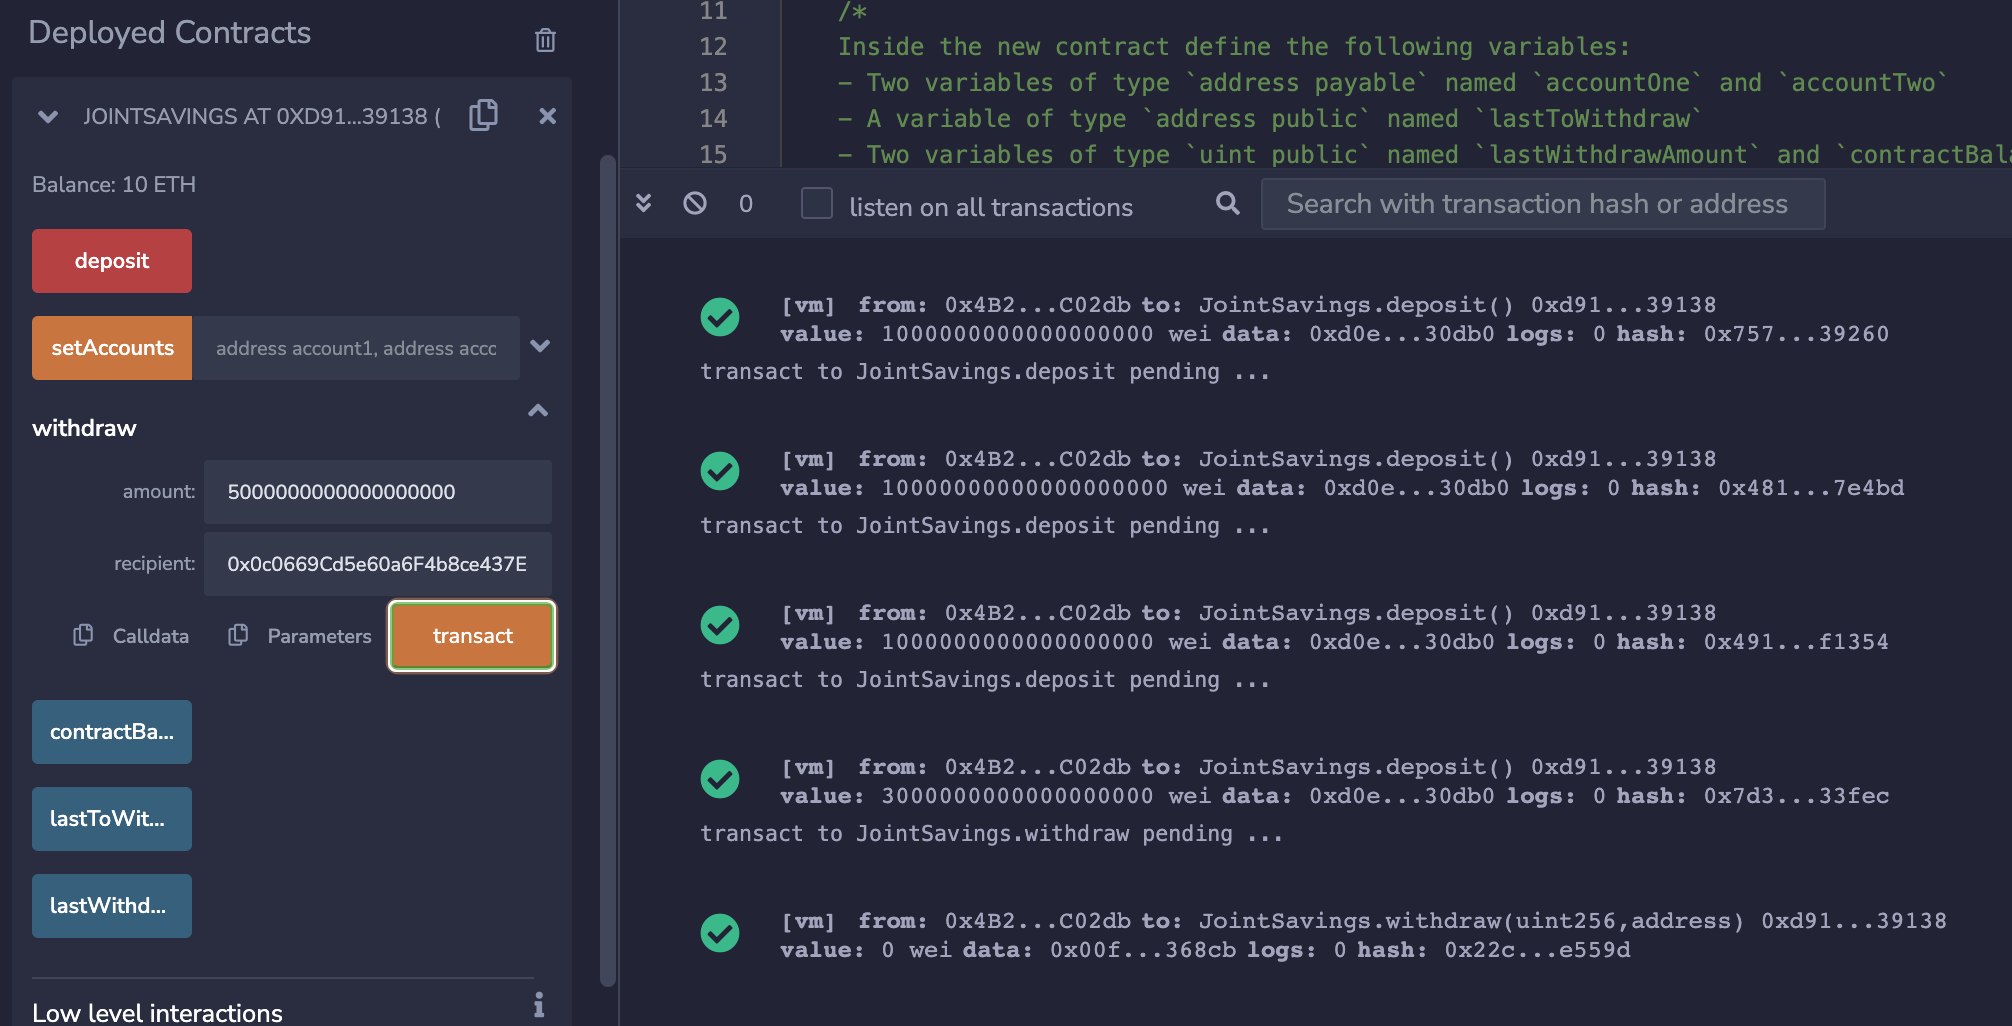 Deployed Contracts
JOINTSAVINGS AT 0XD91...39138 (
Balance: 10 ETH
deposit
setAccounts
address account1, address acco
withdraw
amount:
5000000000000000000
recipient:
0x0c0669Cd5e60a6F4b8ce437E
Calldata
Parameters
transact
contractBa...
lastToWit...
lastWithd...
Low level interactions
11 /*
12 Inside the new contract define the following variables:
13 – Two variables of type `address payable` named `accountOne` and `accountTwo`
14 – A variable of type `address public` named `lastToWithdraw`
15 – Two variables of type `uint public` named `lastWithdrawAmount` and `contractBala
0
listen on all transactions
Search with transaction hash or address
[vm] from: 0x4B2...C02db to: JointSavings.deposit() 0xd91...39138
value: 1000000000000000000 wei data: 0xd0e...30db0 logs: 0 hash: 0x757...39260
transact to JointSavings.deposit pending ...
[vm] from: 0x4B2...C02db to: JointSavings.deposit() 0xd91...39138
value: 10000000000000000000 wei data: 0xd0e...30db0 logs: 0 hash: 0x481...7e4bd
transact to JointSavings.deposit pending ...
[vm] from: 0x4B2...C02db to: JointSavings.deposit() 0xd91...39138
value: 1000000000000000000 wei data: 0xd0e...30db0 logs: 0 hash: 0x491...f1354
transact to JointSavings.deposit pending ...
[vm] from: 0x4B2...C02db to: JointSavings.deposit() 0xd91...39138
value: 3000000000000000000 wei data: 0xd0e...30db0 logs: 0 hash: 0x7d3...33fec
transact to JointSavings.withdraw pending ...
[vm] from: 0x4B2...C02db to: JointSavings.withdraw(uint256,address) 0xd91...39138
value: 0 wei data: 0x00f...368cb logs: 0 hash: 0x22c...e559d